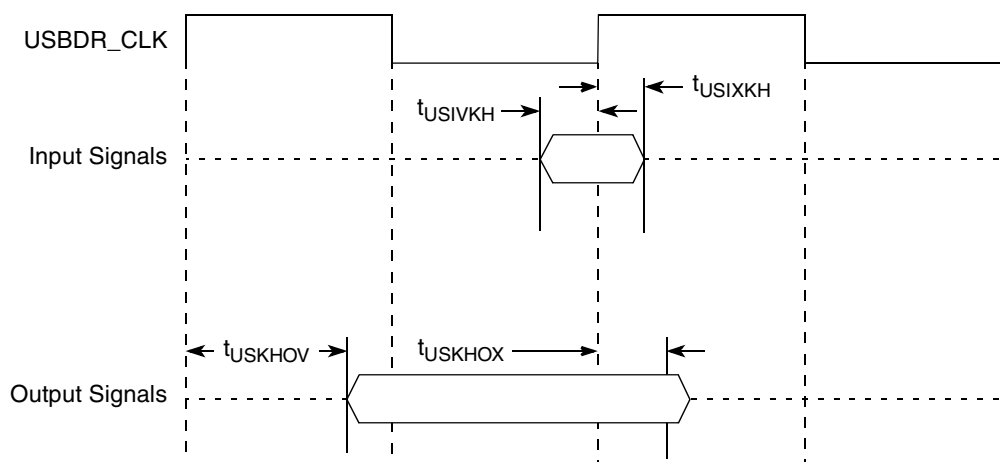 USBDR_CLK
tUSIXKH
tUSIVKH
Input Signals
tUSKHOV
tUSKHOX
Output Signals